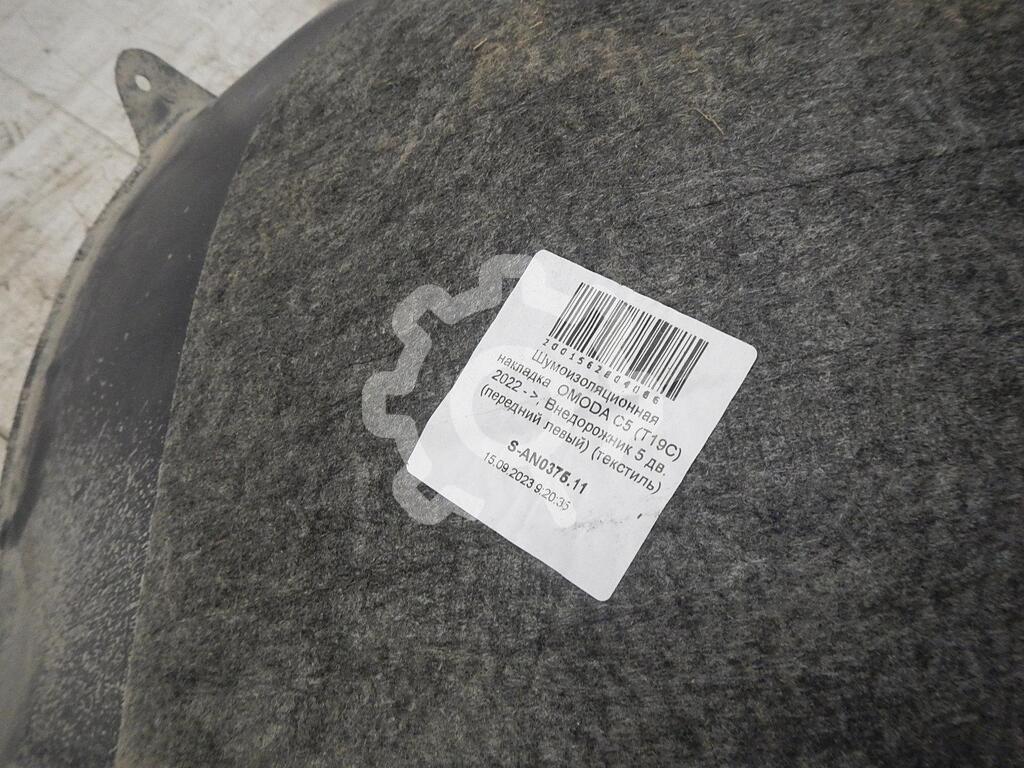 2001562804086
Шумоизоляционная
накладка OMODA C5 (T19C)
2022 - >, Внедорожник 5 дв.
(передний левый) (текстиль)
S-AN0375.11
15.09.2023 9:20:35